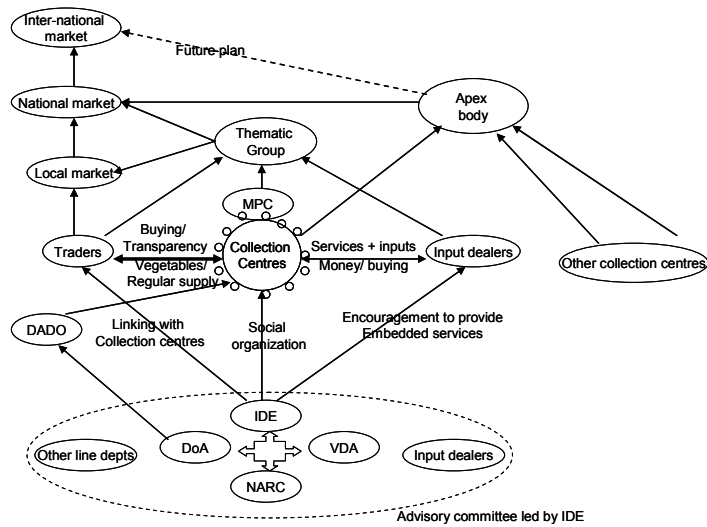 Inter-national
market
Future plan
National market
Apex
body
Thematic
Group
Local market
MPC
Buying/
Transparency
Traders
Collection
Centres
Services + inputs
Input dealers
Vegetables/
Regular supply
Money/ buying
Other collection centres
DADO
Linking with
Collection centres
Social
organization
Encouragement to provide
Embedded services
IDE
Other line depts
DoA
VDA
Input dealers
NARC
Advisory committee led by IDE